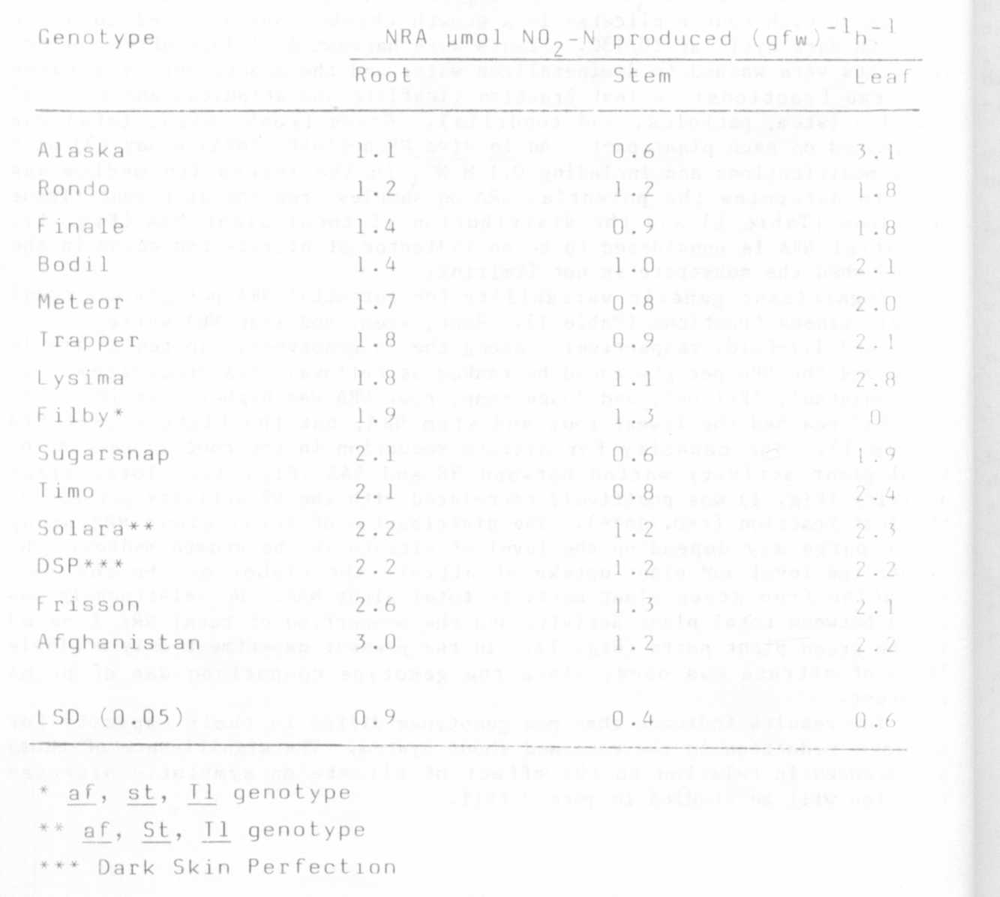 Genotype NRA µmol NO₂-N produced (gfw)⁻¹h⁻¹
Root Stem Leaf
Alaska 1.1 0.6 3.1
Rondo 1.2 1.2 1.8
Finale 1.4 0.9 1.8
Bodil 1.4 1.0 2.1
Meteor 1.7 0.8 2.0
Trapper 1.8 0.9 2.1
Lysima 1.8 1.1 2.8
Filby* 1.9 1.3 0
Sugarsnap 2.1 0.6 1.9
Timo 2.1 0.8 2.4
Solara** 2.2 1.2 2.3
DSP*** 2.2 1.2 2.2
Frisson 2.6 1.3 2.1
Afghanistan 3.0 1.2 2.2
LSD (0.05) 0.9 0.4 0.6
* af, st, Tl genotype
** af, St, Tl genotype
*** Dark Skin Perfection